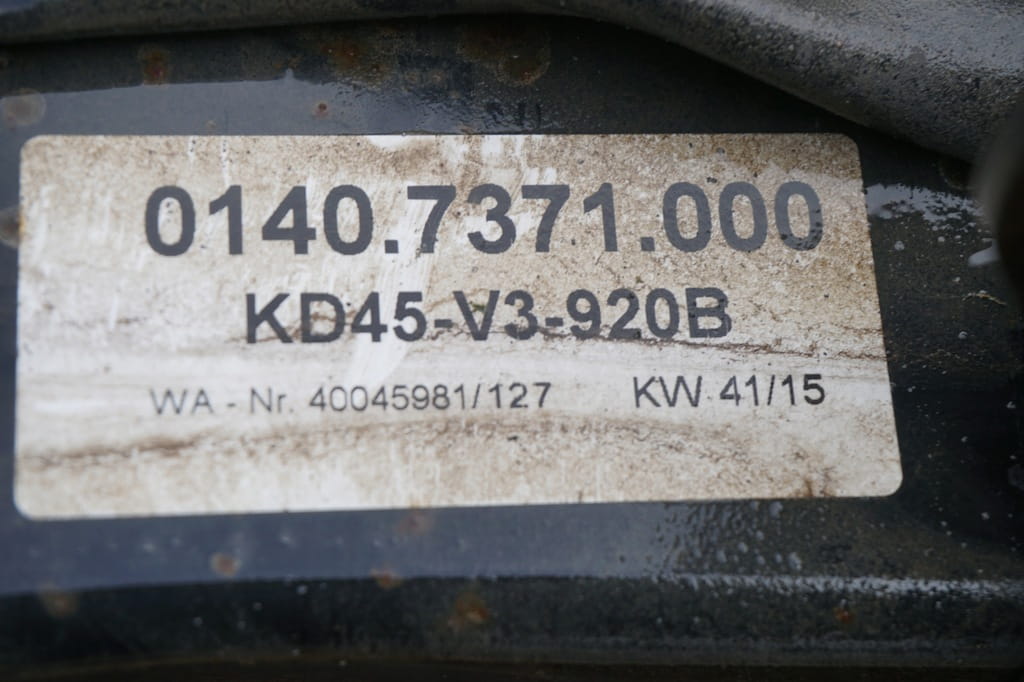 0140.7371.000
KD45-V3-920B
WA - Nr. 40045981/127 KW 41/15